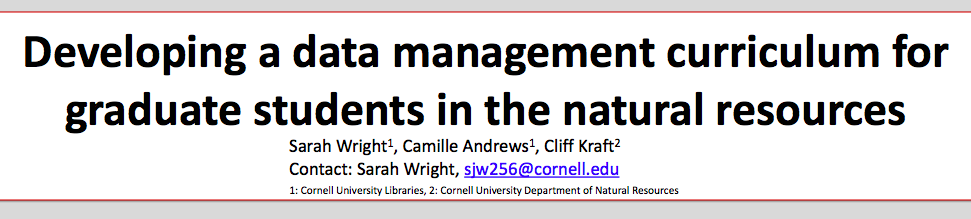 Developing a data management curriculum for
graduate students in the natural resources
Sarah Wright¹, Camille Andrews¹, Cliff Kraft²
Contact: Sarah Wright, sjw256@cornell.edu
1: Cornell University Libraries, 2: Cornell University Department of Natural Resources